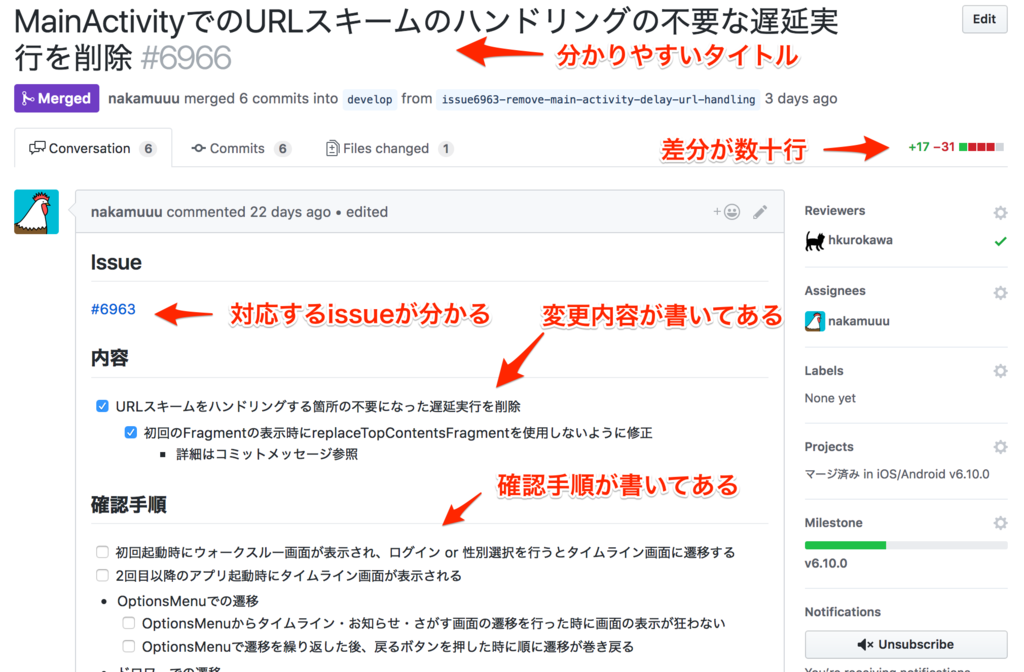 MainActivityでのURLスキームのハンドリングの不要な遅延実
行を削除 #6966
Edit
分かりやすいタイトル
Merged nakamuuu merged 6 commits into develop from issue6963-remove-main-activity-delay-url-handling 3 days ago
Conversation 6 Commits 6 Files changed 1
差分が数十行
+17 −31
nakamuuu commented 22 days ago • edited
Issue
#6963
対応するissueが分かる
変更内容が書いてある
内容
URLスキームをハンドリングする箇所の不要になった遅延実行を削除
初回のFragmentの表示時にreplaceTopContentsFragmentを使用しないように修正
詳細はコミットメッセージ参照
確認手順が書いてある
確認手順
初回起動時にウォークスルー画面が表示され、ログイン or 性別選択を行うとタイムライン画面に遷移する
2回目以降のアプリ起動時にタイムライン画面が表示される
OptionsMenuでの遷移
OptionsMenuからタイムライン・お知らせ・さがす画面の遷移を行った時に画面の表示が狂わない
OptionsMenuで遷移を繰り返した後、戻るボタンを押した時に順に遷移が巻き戻る
ドロワーでの遷移
Reviewers
hkurokawa
Assignees
nakamuuu
Labels
None yet
Projects
マージ済み in iOS/Android v6.10.0
Milestone
v6.10.0
Notifications
Unsubscribe
You're receiving notifications